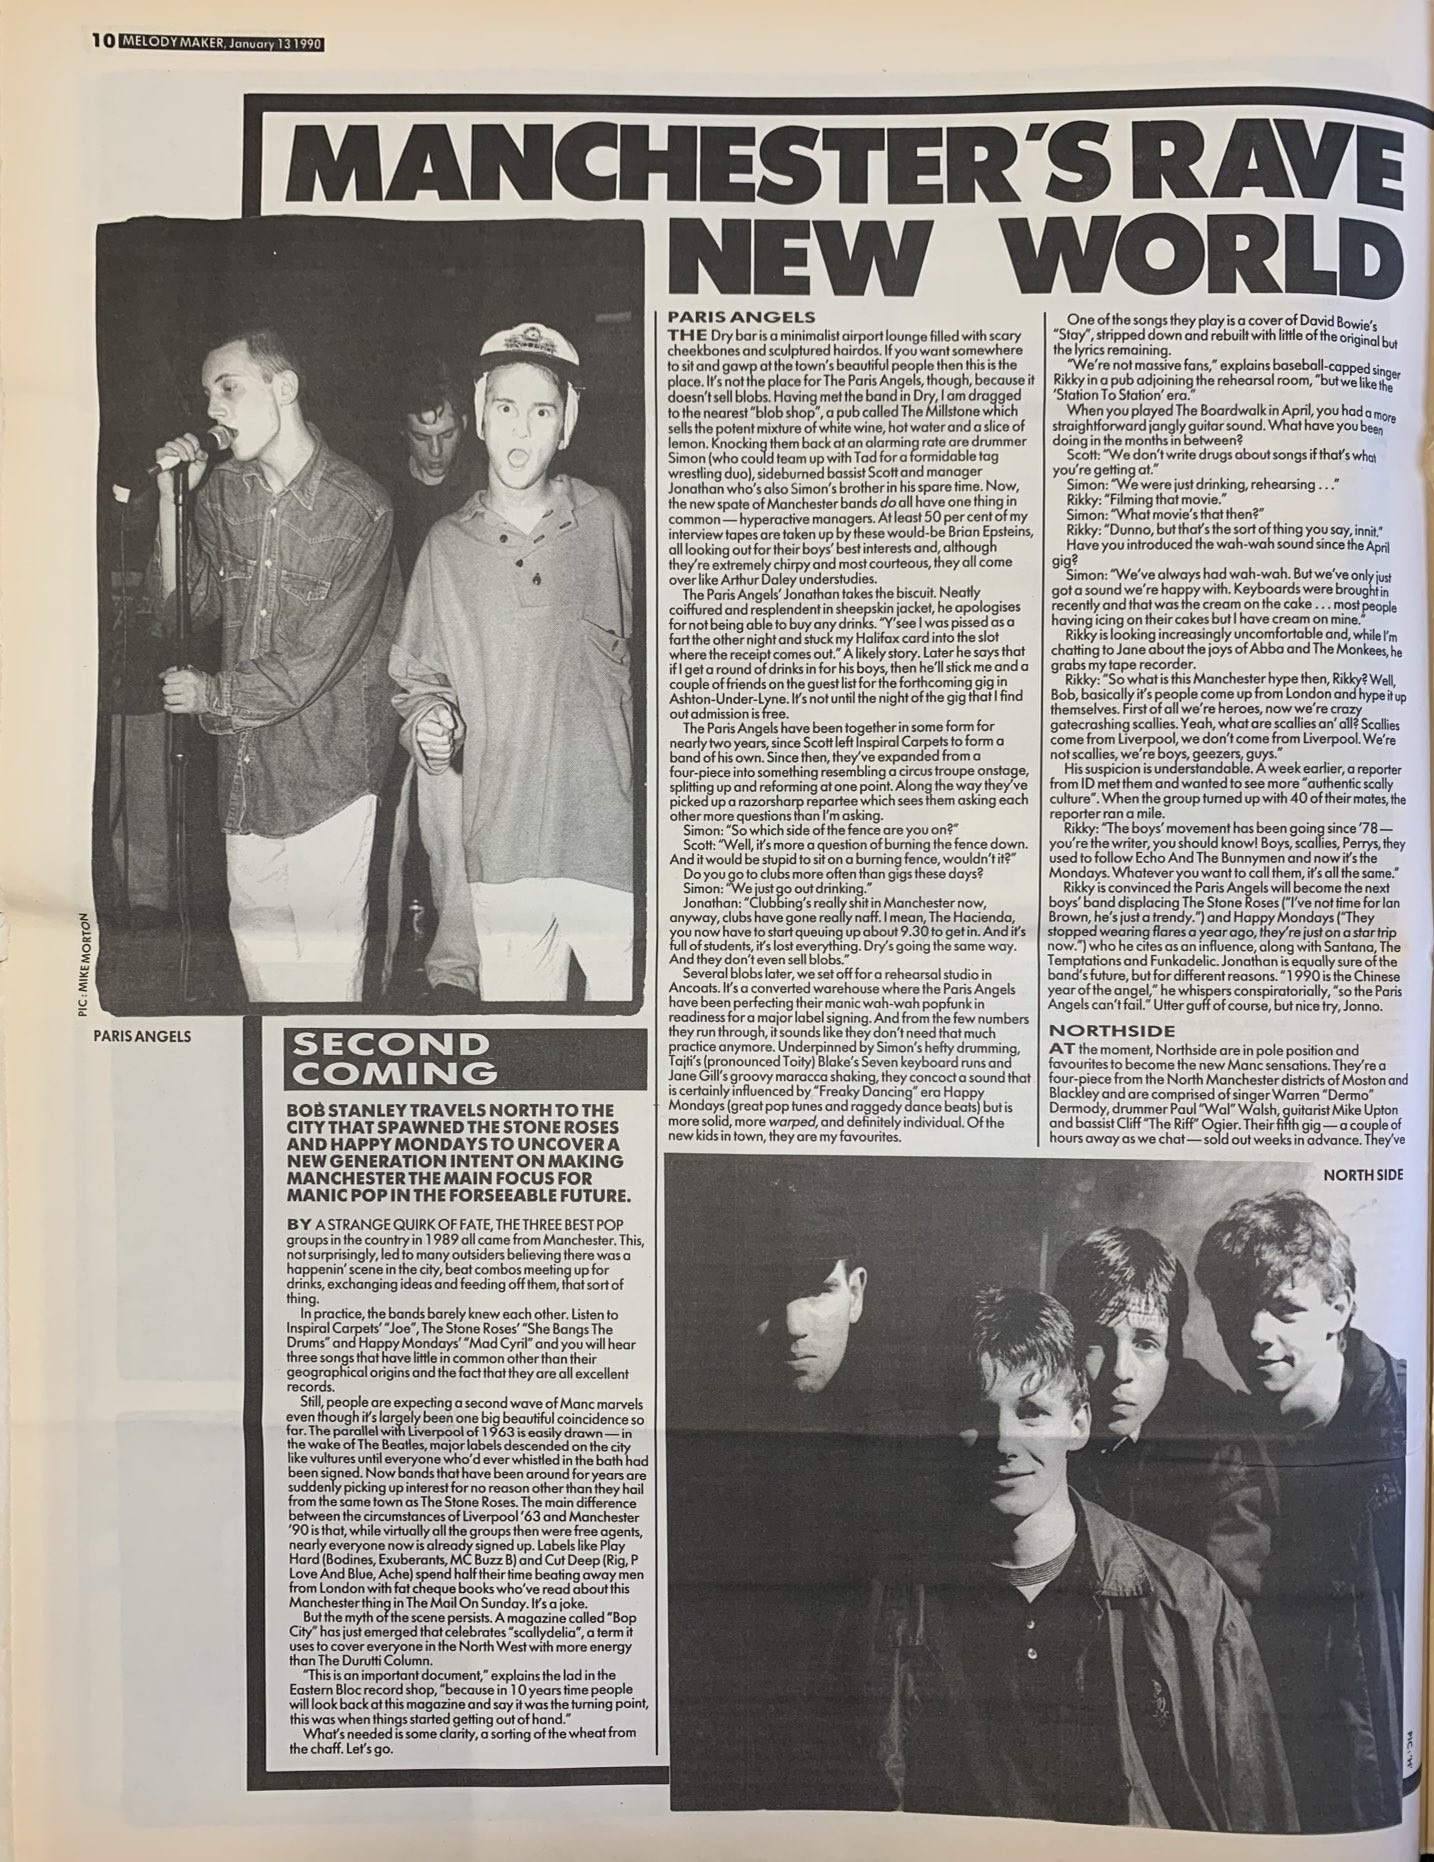 10 MELODY MAKER, January 13 1990
MANCHESTER'S RAVE
NEW WORLD
PIC: MIKE MORTON
PARIS ANGELS
SECOND
COMING
BOB STANLEY TRAVELS NORTH TO THE
CITY THAT SPAWNED THE STONE ROSES
AND HAPPY MONDAYS TO UNCOVER A
NEW GENERATION INTENT ON MAKING
MANCHESTER THE MAIN FOCUS FOR
MANIC POP IN THE FORSEEABLE FUTURE.
BY A STRANGE QUIRK OF FATE, THE THREE BEST POP
groups in the country in 1989 all came from Manchester. This,
not surprisingly, led to many outsiders believing there was a
happenin' scene in the city, beat combos meeting up for
drinks, exchanging ideas and feeding off them, that sort of
thing.
In practice, the bands barely knew each other. Listen to
Inspiral Carpets' "Joe", The Stone Roses' "She Bangs The
Drums" and Happy Mondays' "Mad Cyril" and you will hear
three songs that have little in common other than their
geographical origins and the fact that they are all excellent
records.
Still, people are expecting a second wave of Manc marvels
even though it's largely been one big beautiful coincidence so
far. The parallel with Liverpool of 1963 is easily drawn — in
the wake of The Beatles, major labels descended on the city
like vultures until everyone who'd ever whistled in the bath had
been signed. Now bands that have been around for years are
suddenly picking up interest for no reason other than they hail
from the same town as The Stone Roses. The main difference
between the circumstances of Liverpool '63 and Manchester
'90 is that, while virtually all the groups then were free agents,
nearly everyone now is already signed up. Labels like Play
Hard (Bodines, Exuberants, MC Buzz B) and Cut Deep (Rig, P
Love And Blue, Ache) spend half their time beating away men
from London with fat cheque books who've read about this
Manchester thing in The Mail On Sunday. It's a joke.
But the myth of the scene persists. A magazine called "Bop
City" has just emerged that celebrates "scallydelia", a term it
uses to cover everyone in the North West with more energy
than The Durutti Column.
"This is an important document," explains the lad in the
Eastern Bloc record shop, "because in 10 years time people
will look back at this magazine and say it was the turning point,
this was when things started getting out of hand."
What's needed is some clarity, a sorting of the wheat from
the chaff. Let's go.
PARIS ANGELS
THE Dry bar is a minimalist airport lounge filled with scary
cheekbones and sculptured hairdos. If you want somewhere
to sit and gawp at the town's beautiful people then this is the
place. It's not the place for The Paris Angels, though, because it
doesn't sell blobs. Having met the band in Dry, I am dragged
to the nearest "blob shop", a pub called The Millstone which
sells the potent mixture of white wine, hot water and a slice of
lemon. Knocking them back at an alarming rate are drummer
Simon (who could team up with Tad for a formidable tag
wrestling duo), sideburned bassist Scott and manager
Jonathan who's also Simon's brother in his spare time. Now,
the new spate of Manchester bands do all have one thing in
common — hyperactive managers. At least 50 per cent of my
interview tapes are taken up by these would-be Brian Epsteins,
all looking out for their boys' best interests and, although
they're extremely chirpy and most courteous, they all come
over like Arthur Daley understudies.
The Paris Angels' Jonathan takes the biscuit. Neatly
coiffured and resplendent in sheepskin jacket, he apologises
for not being able to buy any drinks. "Y'see I was pissed as a
fart the other night and stuck my Halifax card into the slot
where the receipt comes out." A likely story. Later he says that
if I get a round of drinks in for his boys, then he'll stick me and a
couple of friends on the guest list for the forthcoming gig in
Ashton-Under-Lyne. It's not until the night of the gig that I find
out admission is free.
The Paris Angels have been together in some form for
nearly two years, since Scott left Inspiral Carpets to form a
band of his own. Since then, they've expanded from a
four-piece into something resembling a circus troupe onstage,
splitting up and reforming at one point. Along the way they've
picked up a razorsharp repartee which sees them asking each
other more questions than I'm asking.
Simon: "So which side of the fence are you on?"
Scott: "Well, it's more a question of burning the fence down.
And it would be stupid to sit on a burning fence, wouldn't it?"
Do you go to clubs more often than gigs these days?
Simon: "We just go out drinking."
Jonathan: "Clubbing's really shit in Manchester now,
anyway, clubs have gone really naff. I mean, The Hacienda,
you now have to start queuing up about 9.30 to get in. And it's
full of students, it's lost everything. Dry's going the same way.
And they don't even sell blobs."
Several blobs later, we set off for a rehearsal studio in
Ancoats. It's a converted warehouse where the Paris Angels
have been perfecting their manic wah-wah popfunk in
readiness for a major label signing. And from the few numbers
they run through, it sounds like they don't need that much
practice anymore. Underpinned by Simon's hefty drumming,
Tajti's (pronounced Toity) Blake's Seven keyboard runs and
Jane Gill's groovy maracca shaking, they concoct a sound that
is certainly influenced by "Freaky Dancing" era Happy
Mondays (great pop tunes and raggedy dance beats) but is
more solid, more warped, and definitely individual. Of the
new kids in town, they are my favourites.
One of the songs they play is a cover of David Bowie's
"Stay", stripped down and rebuilt with little of the original but
the lyrics remaining.
"We're not massive fans," explains baseball-capped singer
Rikky in a pub adjoining the rehearsal room, "but we like the
'Station To Station' era."
When you played The Boardwalk in April, you had a more
straightforward jangly guitar sound. What have you been
doing in the months in between?
Scott: "We don't write drugs about songs if that's what
you're getting at."
Simon: "We were just drinking, rehearsing . . ."
Rikky: "Filming that movie."
Simon: "What movie's that then?"
Rikky: "Dunno, but that's the sort of thing you say, innit."
Have you introduced the wah-wah sound since the April
gig?
Simon: "We've always had wah-wah. But we've only just
got a sound we're happy with. Keyboards were brought in
recently and that was the cream on the cake . . . most people
having icing on their cakes but I have cream on mine."
Rikky is looking increasingly uncomfortable and, while I'm
chatting to Jane about the joys of Abba and The Monkees, he
grabs my tape recorder.
Rikky: "So what is this Manchester hype then, Rikky? Well,
Bob, basically it's people come up from London and hype it up
themselves. First of all we're heroes, now we're crazy
gatecrashing scallies. Yeah, what are scallies an' all? Scallies
come from Liverpool, we don't come from Liverpool. We're
not scallies, we're boys, geezers, guys."
His suspicion is understandable. A week earlier, a reporter
from ID met them and wanted to see more "authentic scally
culture". When the group turned up with 40 of their mates, the
reporter ran a mile.
Rikky: "The boys' movement has been going since '78 —
you're the writer, you should know! Boys, scallies, Perrys, they
used to follow Echo And The Bunnymen and now it's the
Mondays. Whatever you want to call them, it's all the same."
Rikky is convinced the Paris Angels will become the next
boys' band displacing The Stone Roses ("I've not time for Ian
Brown, he's just a trendy.") and Happy Mondays ("They
stopped wearing flares a year ago, they're just on a star trip
now.") who he cites as an influence, along with Santana, The
Temptations and Funkadelic. Jonathan is equally sure of the
band's future, but for different reasons. "1990 is the Chinese
year of the angel," he whispers conspiratorially, "so the Paris
Angels can't fail." Utter guff of course, but nice try, Jonno.
NORTHSIDE
AT the moment, Northside are in pole position and
favourites to become the new Manc sensations. They're a
four-piece from the North Manchester districts of Moston and
Blackley and are comprised of singer Warren "Dermo"
Dermody, drummer Paul "Wal" Walsh, guitarist Mike Upton
and bassist Cliff "The Riff" Ogier. Their fifth gig — a couple of
hours away as we chat — sold out weeks in advance. They've
NORTH SIDE